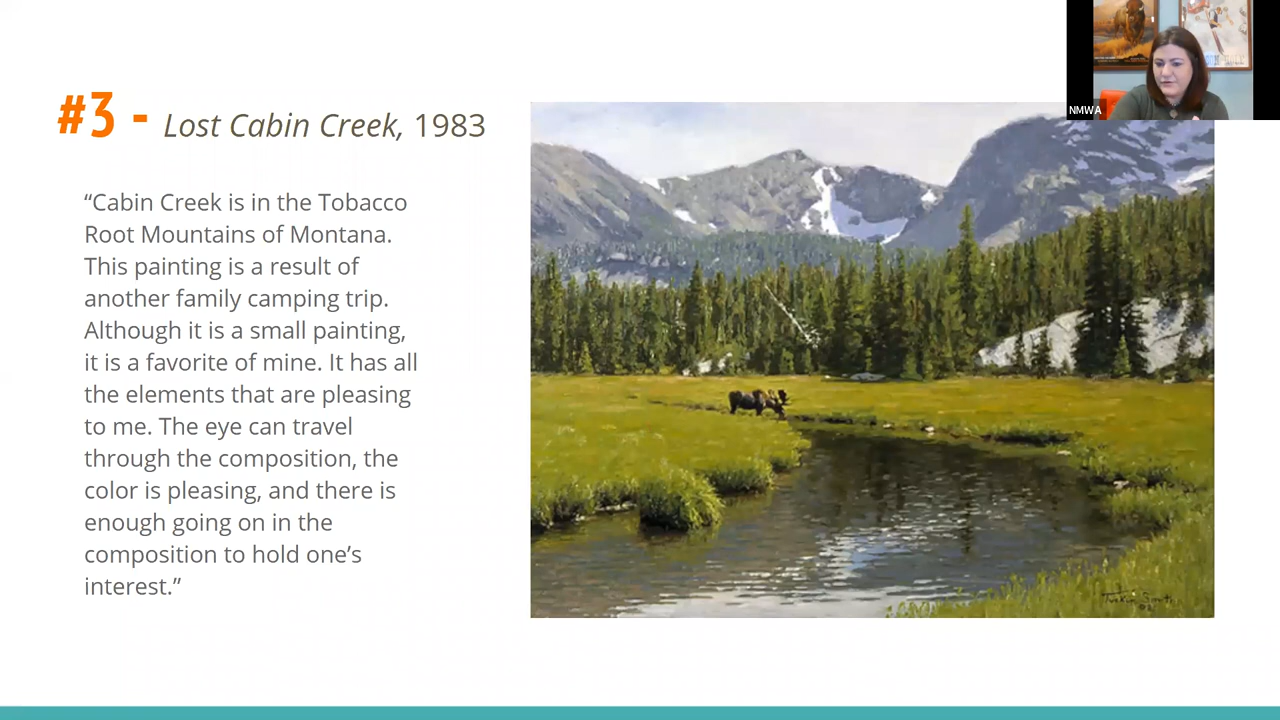 #3 - Lost Cabin Creek, 1983
“Cabin Creek is in the Tobacco
Root Mountains of Montana.
This painting is a result of
another family camping trip.
Although it is a small painting,
it is a favorite of mine. It has all
the elements that are pleasing
to me. The eye can travel
through the composition, the
color is pleasing, and there is
enough going on in the
composition to hold one’s
interest.”
NMWA
Tucker Smith